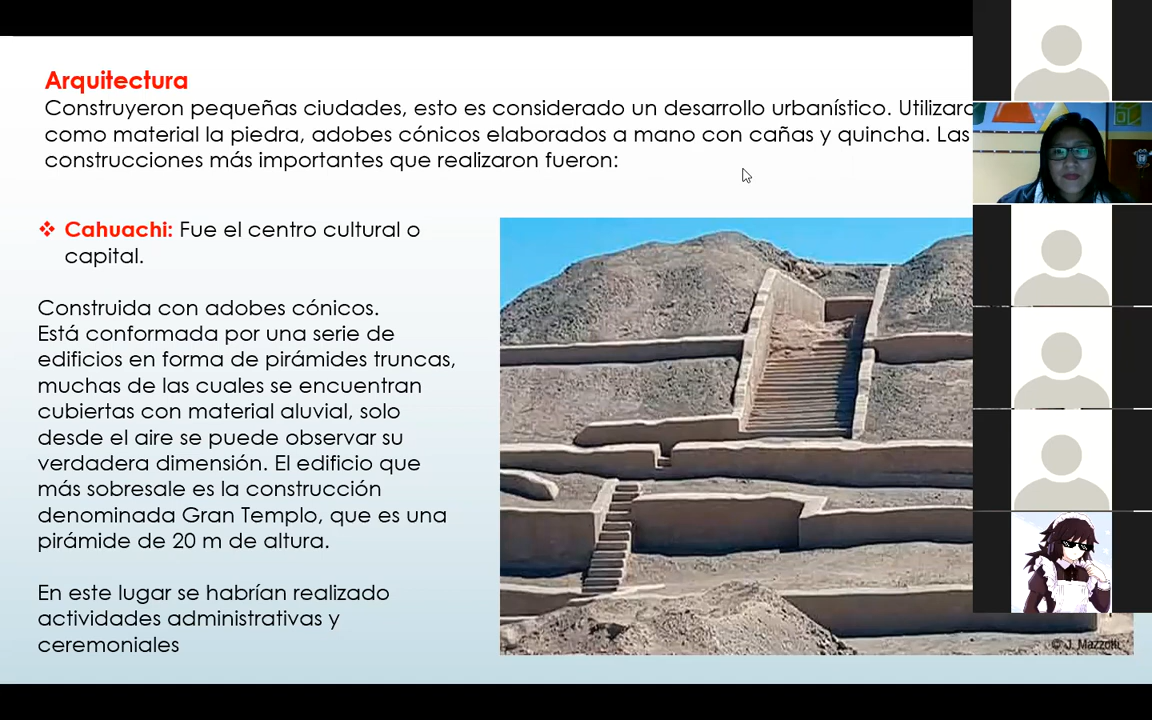 Arquitectura
Construyeron pequeñas ciudades, esto es considerado un desarrollo urbanístico.
como material la piedra, adobes cónicos elaborados a mano con cañas y quincha. Las
construcciones más importantes que realizaron fueron:
❖ Cahuachi: Fue el centro cultural o
capital.
Construida con adobes cónicos.
Está conformada por una serie de
edificios en forma de pirámides truncas,
muchas de las cuales se encuentran
cubiertas con material aluvial, solo
desde el aire se puede observar su
verdadera dimensión. El edificio que
más sobresale es la construcción
denominada Gran Templo, que es una
pirámide de 20 m de altura.
En este lugar se habrían realizado
actividades administrativas y
ceremoniales
© J. Mazzotti